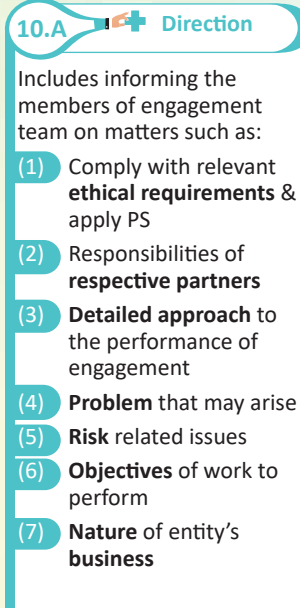 10.A Direction
Includes informing the
members of engagement
team on matters such as:
(1) Comply with relevant
ethical requirements &
apply PS
(2) Responsibilities of
respective partners
(3) Detailed approach to
the performance of
engagement
(4) Problem that may arise
(5) Risk related issues
(6) Objectives of work to
perform
(7) Nature of entity's
business